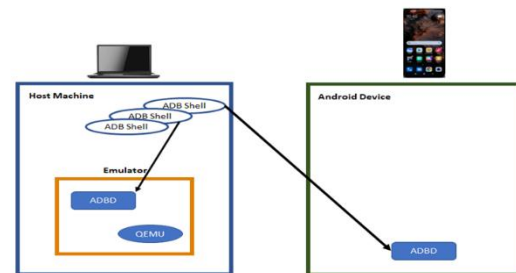 Host Machine
Android Device
ADB Shell
ADB Shell
ADB Shell
Emulator
ADBD
QEMU
ADBD